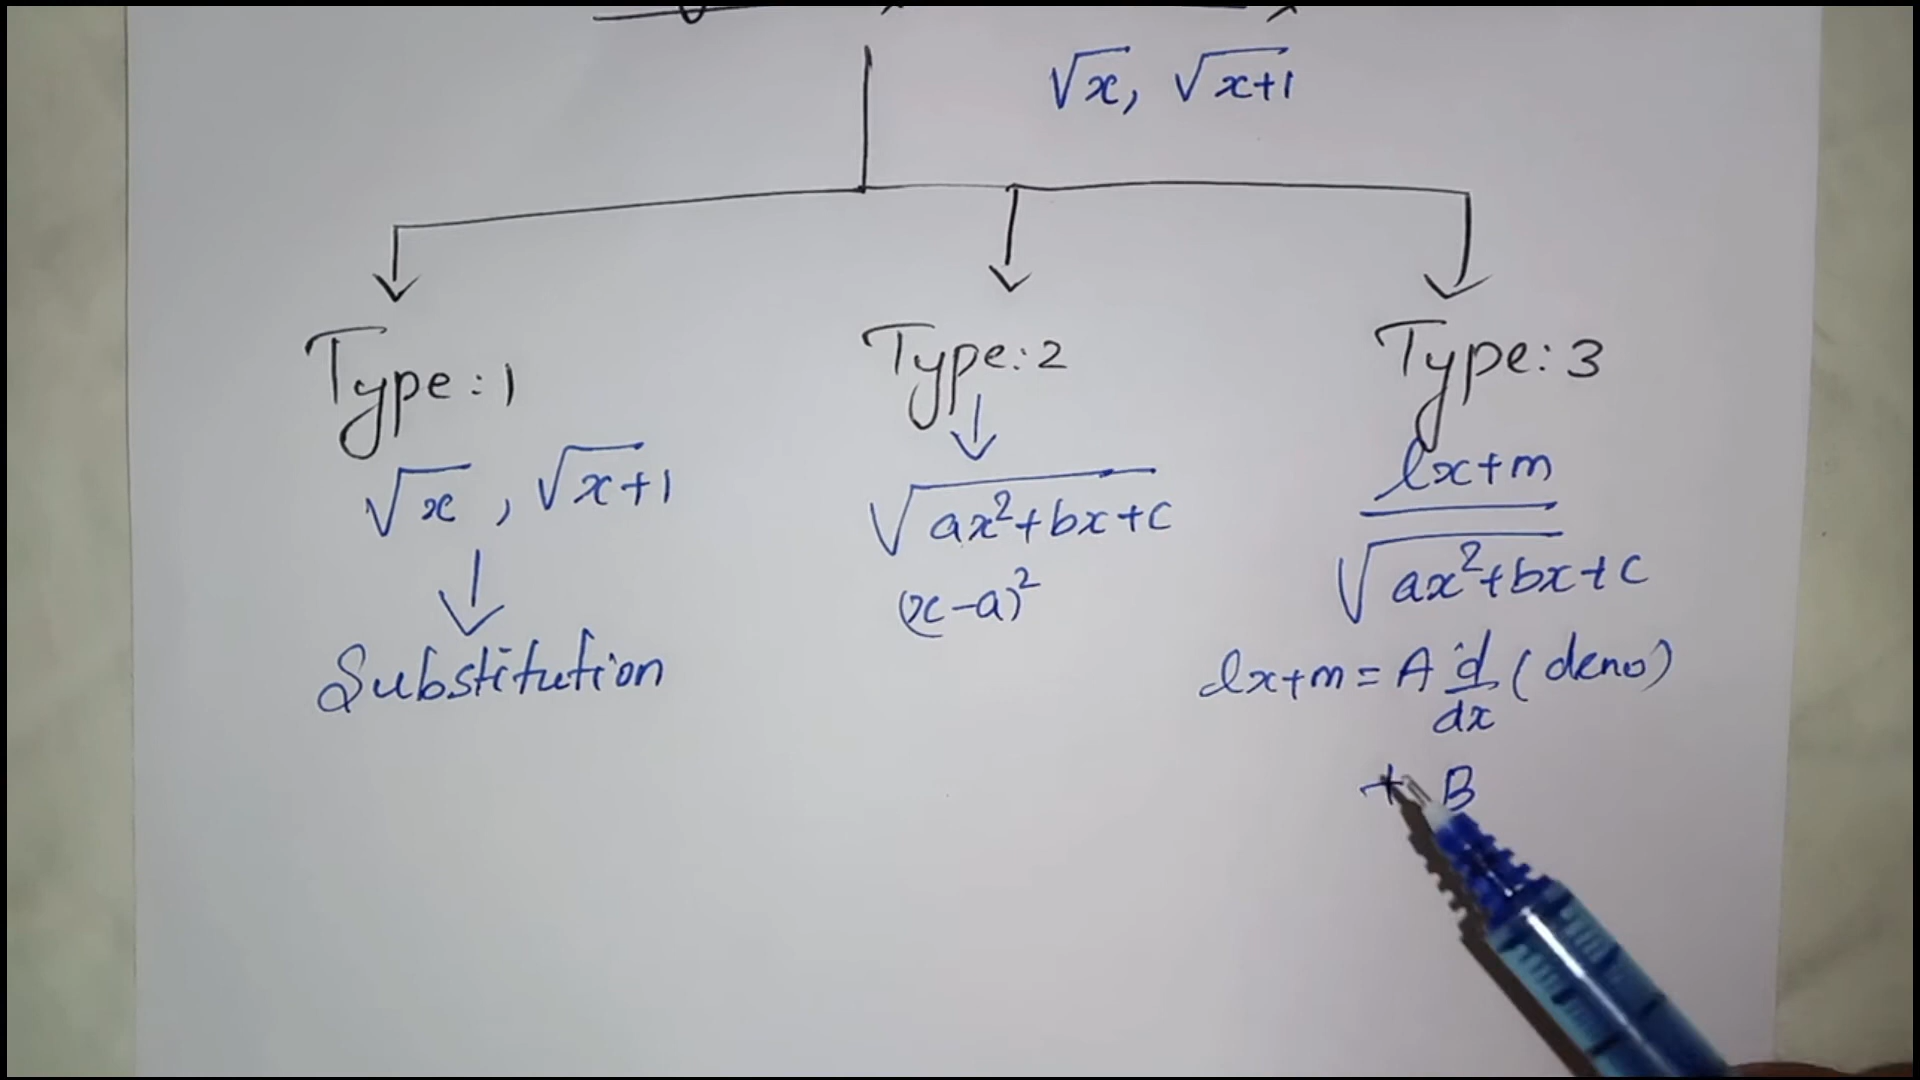 √x, √x+1
Type:1
√x , √x+1
Substitution
Type:2
√ax²+bx+c
(x-a)²
Type:3
lx+m
√ax²+bx+c
lx+m = A d/dx (deno)
+ B